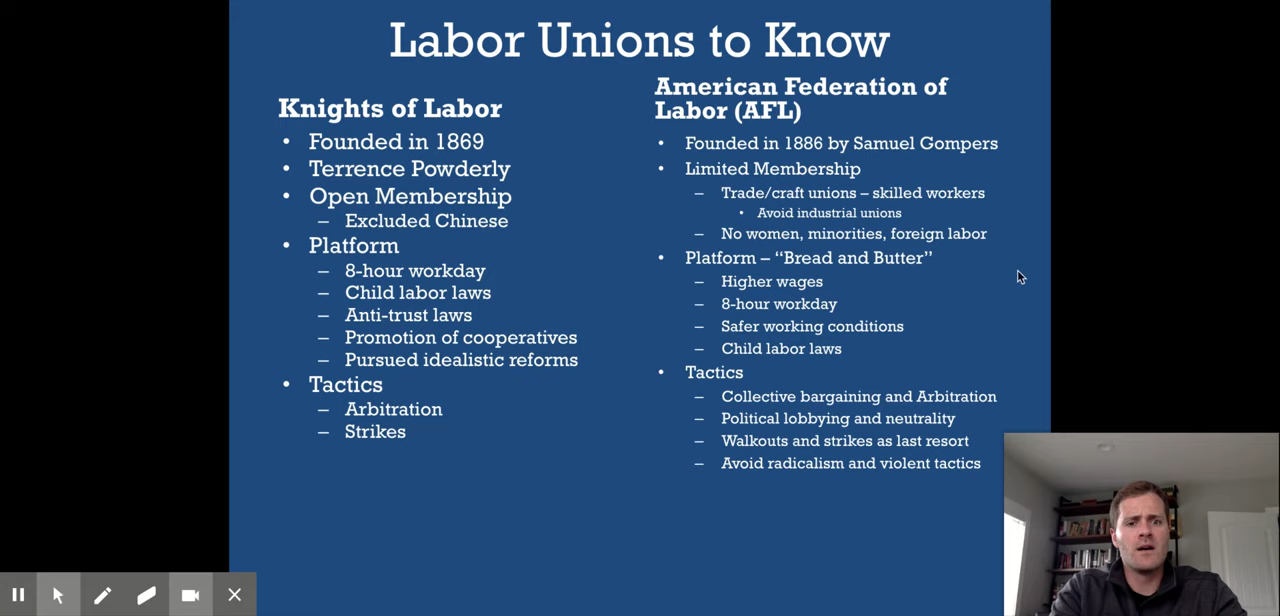 Labor Unions to Know
Knights of Labor
• Founded in 1869
• Terrence Powderly
• Open Membership
– Excluded Chinese
• Platform
– 8-hour workday
– Child labor laws
– Anti-trust laws
– Promotion of cooperatives
– Pursued idealistic reforms
• Tactics
– Arbitration
– Strikes
American Federation of
Labor (AFL)
• Founded in 1886 by Samuel Gompers
• Limited Membership
– Trade/craft unions – skilled workers
• Avoid industrial unions
– No women, minorities, foreign labor
• Platform – “Bread and Butter”
– Higher wages
– 8-hour workday
– Safer working conditions
– Child labor laws
• Tactics
– Collective bargaining and Arbitration
– Political lobbying and neutrality
– Walkouts and strikes as last resort
– Avoid radicalism and violent tactics